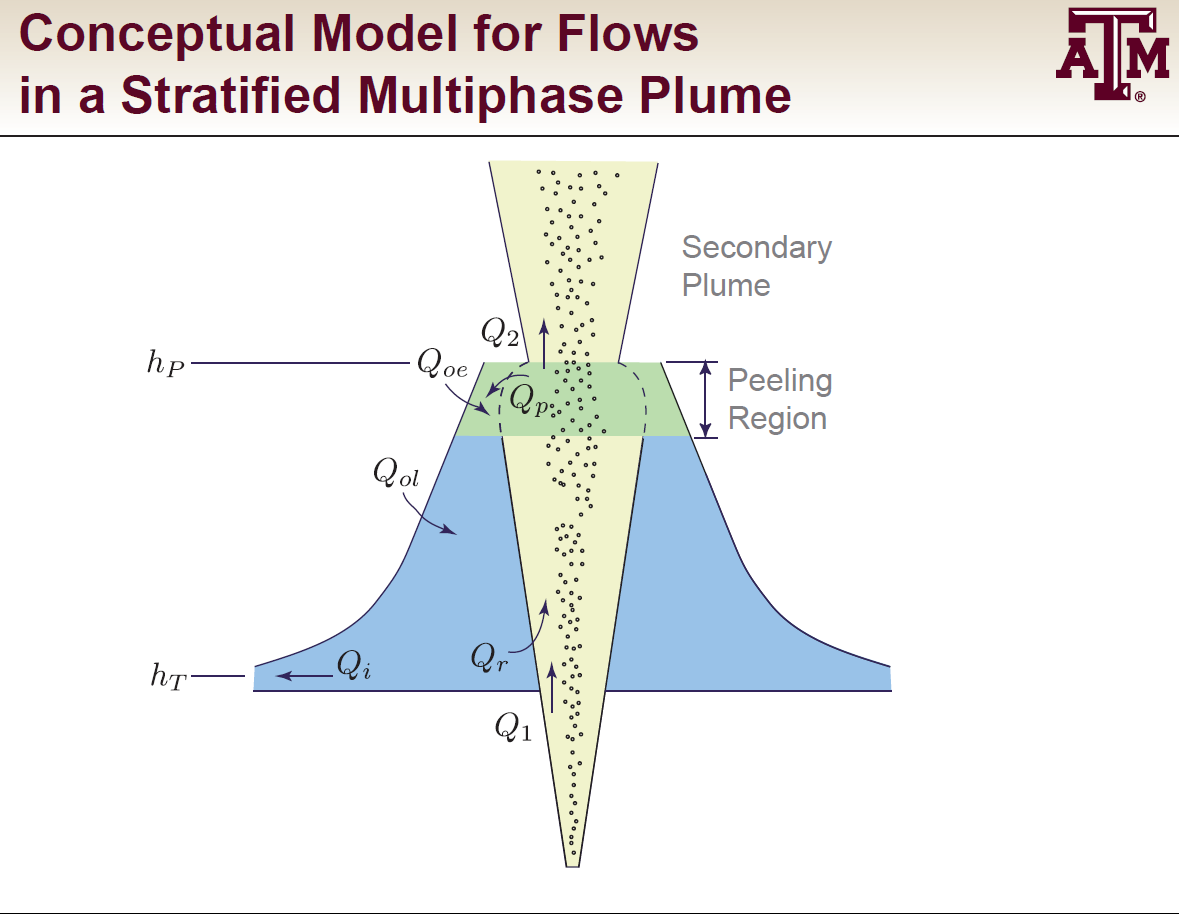 Conceptual Model for Flows
in a Stratified Multiphase Plume
A T M ®
Secondary
Plume
Q2
hP
Qoe
Qp
Peeling
Region
Qol
Qr
hT
Qi
Q1